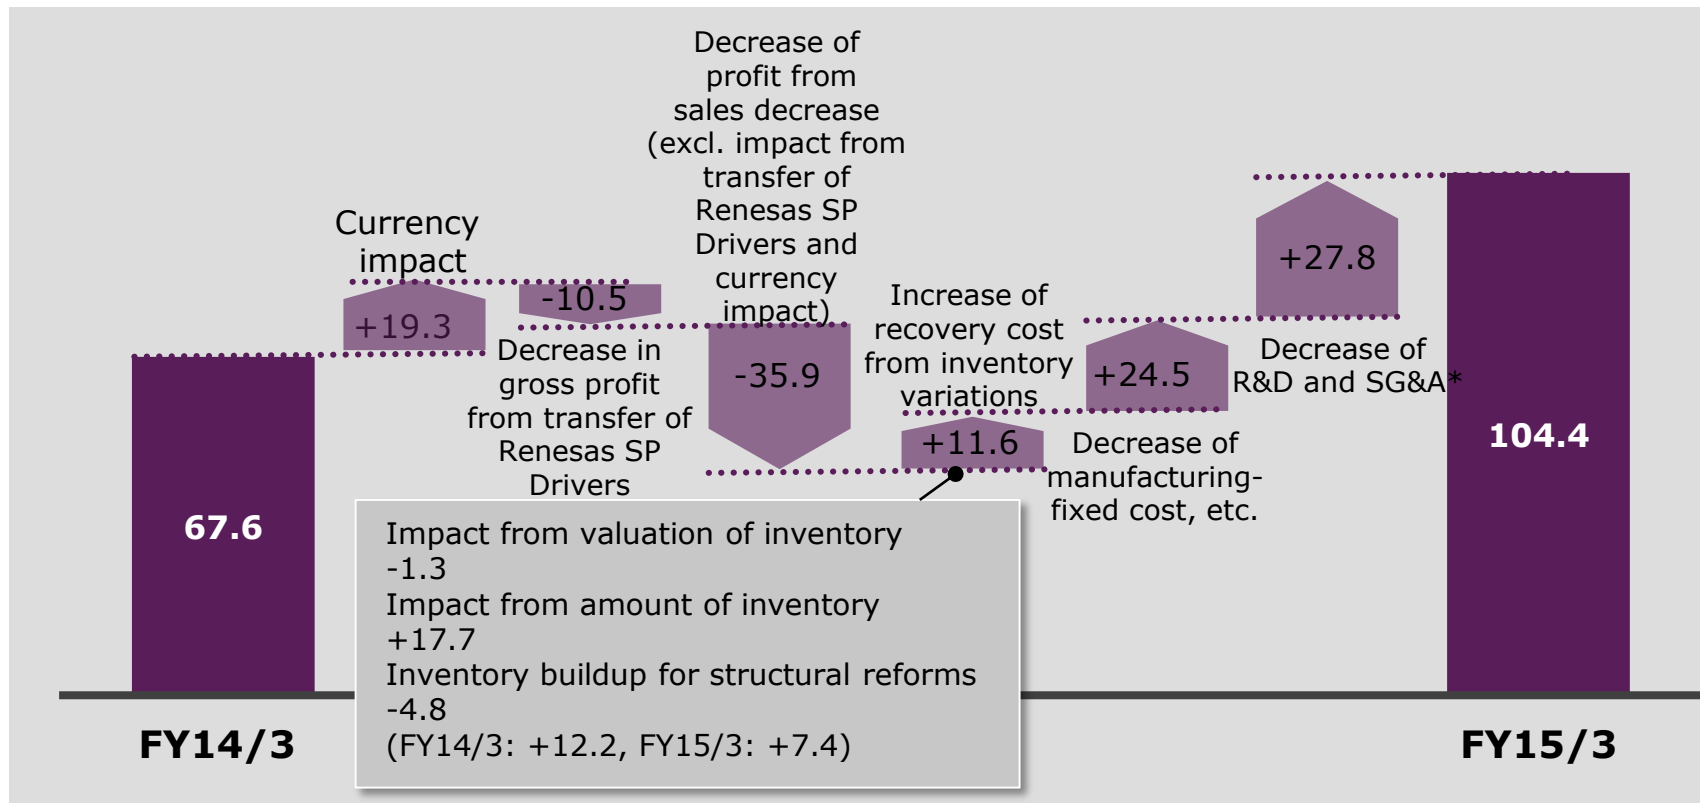 Currency
impact
+19.3
-10.5
Decrease in
gross profit
from transfer of
Renesas SP
Drivers
Decrease of
profit from
sales decrease
(excl. impact from
transfer of
Renesas SP
Drivers and
currency
impact)
-35.9
Increase of
recovery cost
from inventory
variations
+11.6
+24.5
Decrease of
manufacturing-
fixed cost, etc.
+27.8
Decrease of
R&D and SG&A*
67.6
104.4
Impact from valuation of inventory
-1.3
Impact from amount of inventory
+17.7
Inventory buildup for structural reforms
-4.8
(FY14/3: +12.2, FY15/3: +7.4)
FY14/3
FY15/3